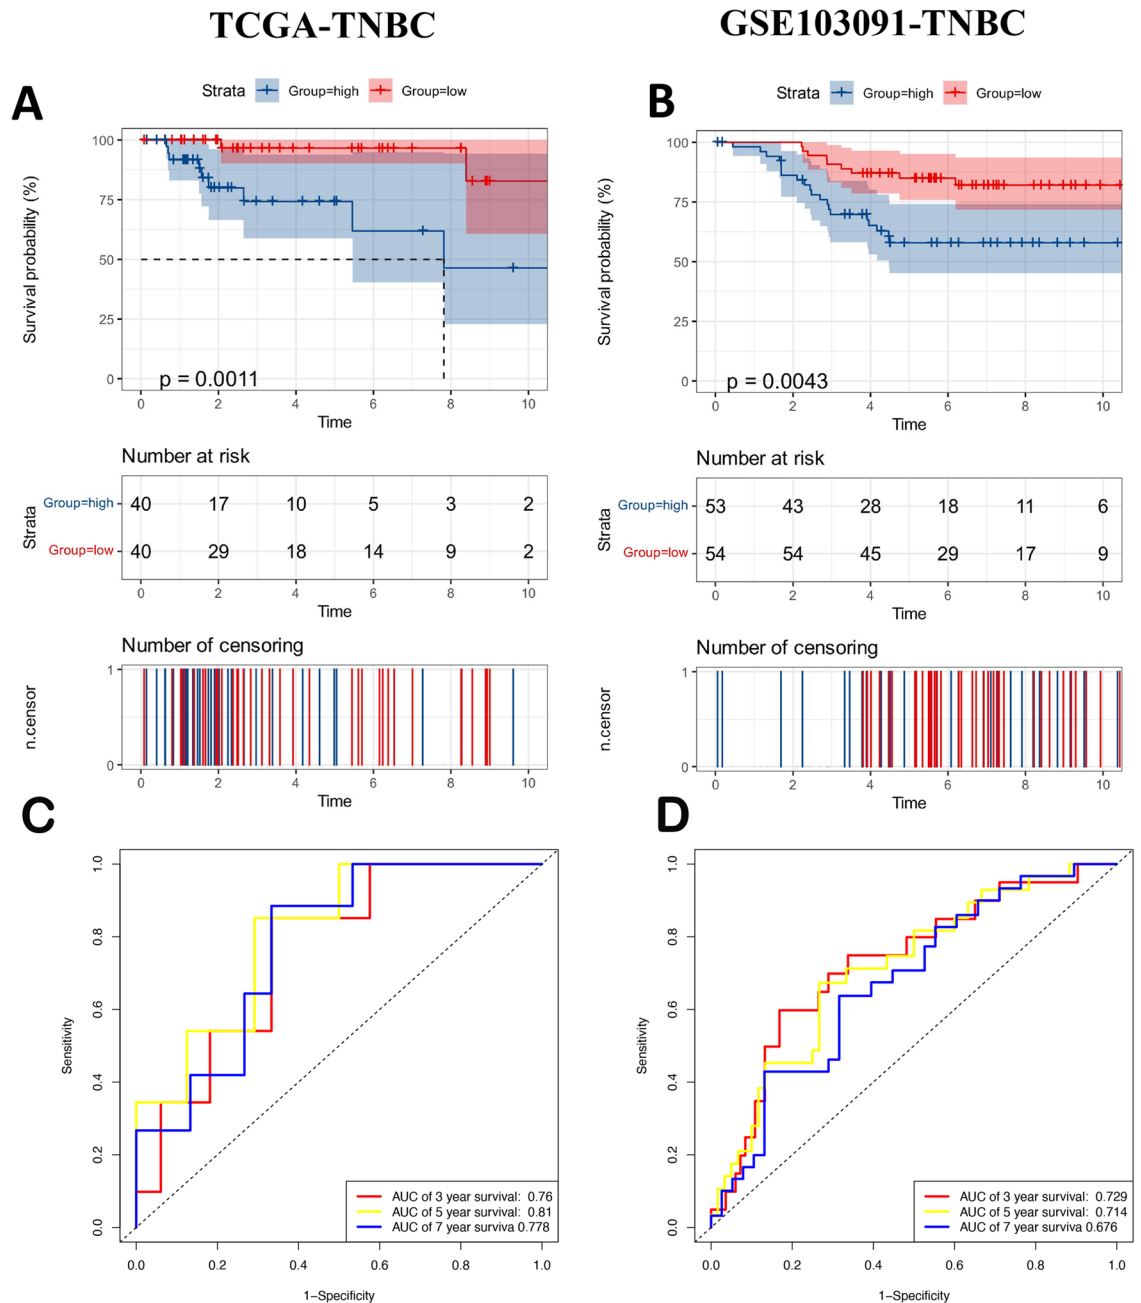 TCGA-TNBC
GSE103091-TNBC
A
Strata Group=high Group=low
Survival probability (%)
100
75
50
25
0
p = 0.0011
0 2 4 6 8 10
Time
Number at risk
Strata
Group=high 40 17 10 5 3 2
Group=low 40 29 18 14 9 2
0 2 4 6 8 10
Time
Number of censoring
n.censor
1
0
0 2 4 6 8 10
Time
B
Strata Group=high Group=low
Survival probability (%)
100
75
50
25
0
p = 0.0043
0 2 4 6 8 10
Time
Number at risk
Strata
Group=high 53 43 28 18 11 6
Group=low 54 54 45 29 17 9
0 2 4 6 8 10
Time
Number of censoring
n.censor
1
0
0 2 4 6 8 10
Time
C
Sensitivity
1.0
0.8
0.6
0.4
0.2
0.0
AUC of 3 year survival: 0.76
AUC of 5 year survival: 0.81
AUC of 7 year surviva 0.778
0.0 0.2 0.4 0.6 0.8 1.0
1−Specificity
D
Sensitivity
1.0
0.8
0.6
0.4
0.2
0.0
AUC of 3 year survival: 0.729
AUC of 5 year survival: 0.714
AUC of 7 year surviva 0.676
0.0 0.2 0.4 0.6 0.8 1.0
1−Specificity